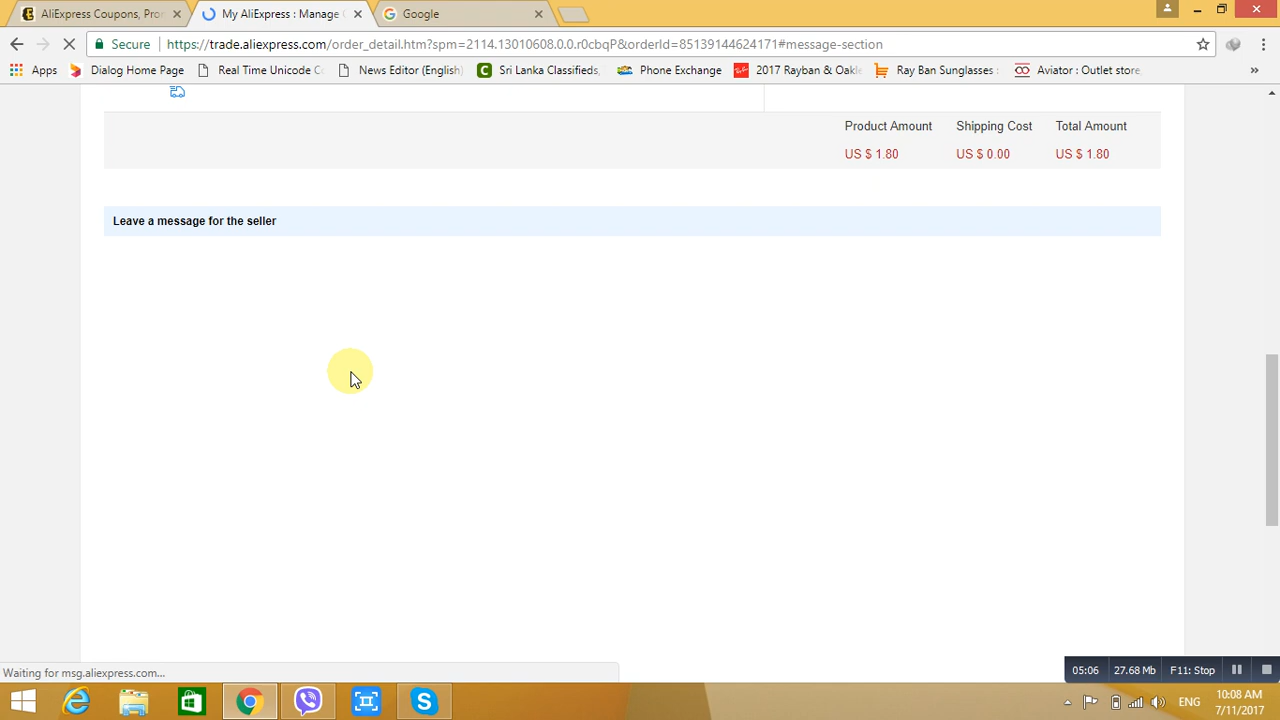 AliExpress Coupons, Pror
My AliExpress : Manage
Google
Secure
https://trade.aliexpress.com/order_detail.htm?spm=2114.13010608.0.0.r0cbqP&orderId=85139144624171#message-section
Apps
Dialog Home Page
Real Time Unicode
News Editor (English)
Sri Lanka Classifieds,
Phone Exchange
2017 Rayban & Oakl
Ray Ban Sunglasses :
Aviator : Outlet store,
Product Amount Shipping Cost Total Amount
US $ 1.80 US $ 0.00 US $ 1.80
Leave a message for the seller
Waiting for msg.aliexpress.com...
05:06 27.68 Mb F11: Stop
ENG
10:08 AM
7/11/2017